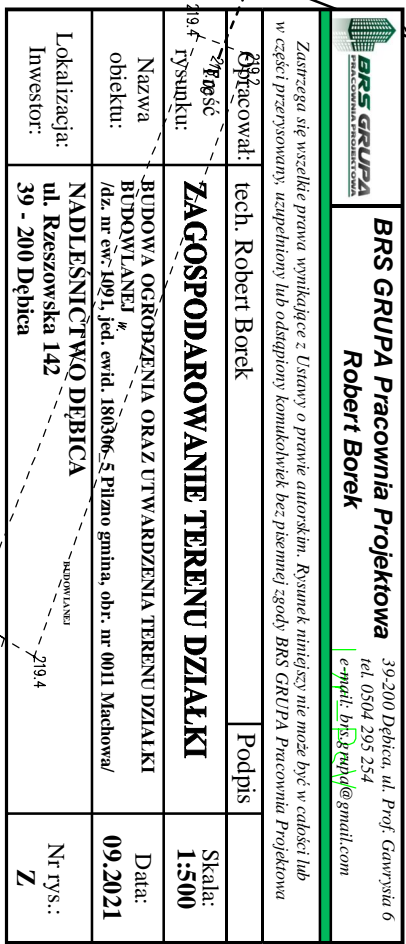 BRS GRUPA
PRACOWNIA PROJEKTOWA
BRS GRUPA Pracownia Projektowa
Robert Borek
39-200 Dębica, ul. Prof. Gawrysia 6
tel. 0504 295 254
e-mail: brs.grupa@gmail.com
Zastrzega się wszelkie prawa wynikające z Ustawy o prawie autorskim. Rysunek niniejszy nie może być w całości lub
w części przerysowany, uzupełniony lub odstąpiony komukolwiek bez pisemnej zgody BRS GRUPA Pracownia Projektowa
Opracował:
tech. Robert Borek
Podpis
219.2
219.4
Treść
rysunku:
ZAGOSPODAROWANIE TERENU DZIAŁKI
Skala:
1:500
Nazwa
obiektu:
BUDOWA OGRODZENIA ORAZ UTWARDZENIA TERENU DZIAŁKI
BUDOWLANEJ
/dz. nr ew. 1091, jed. ewid. 180306_5 Pilzno gmina, obr. nr 0011 Machowa/
Data:
09.2021
Lokalizacja:
Inwestor:
NADLEŚNICTWO DĘBICA
ul. Rzeszowska 142
39 - 200 Dębica
BUDOWLANEJ
219.4
Nr rys.:
Z